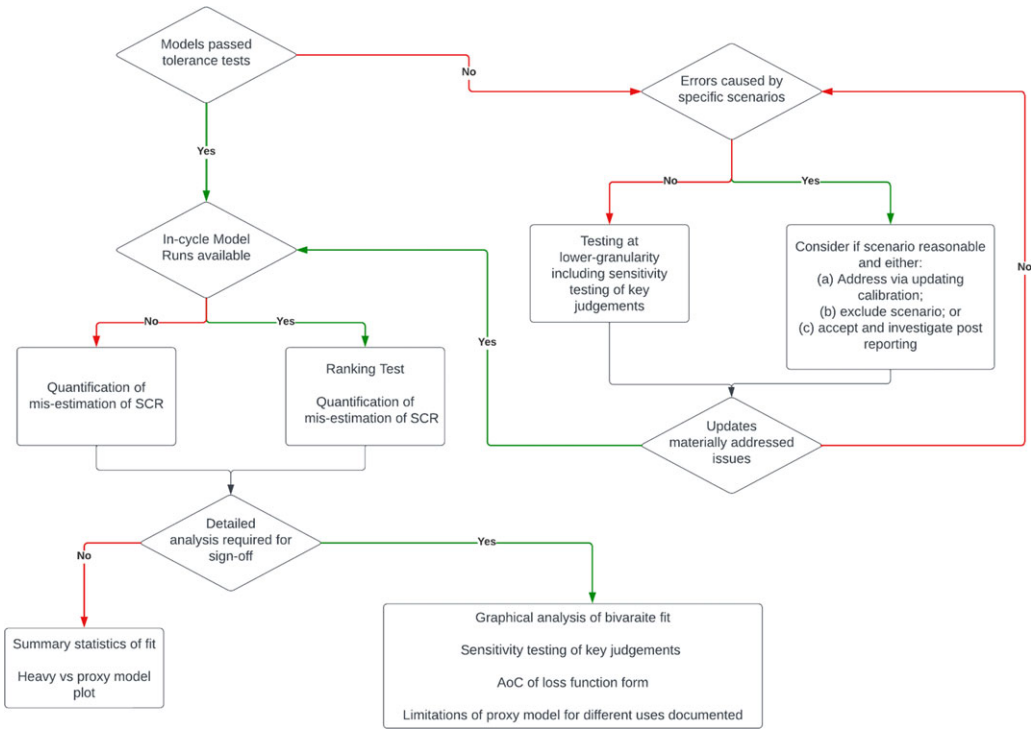 Models passed
tolerance tests
No
Errors caused by
specific scenarios
Yes
No
Yes
In-cycle Model
Runs available
Testing at
lower-granularity
including sensitivity
testing of key
judgements
Consider if scenario reasonable
and either:
(a) Address via updating
calibration;
(b) exclude scenario; or
(c) accept and investigate post
reporting
No
No
Yes
Yes
Quantification of
mis-estimation of SCR
Ranking Test
Quantification of
mis-estimation of SCR
Updates
materially addressed
issues
Detailed
analysis required for
sign-off
No
Yes
Summary statistics of fit
Heavy vs proxy model
plot
Graphical analysis of bivaraite fit
Sensitivity testing of key judgements
AoC of loss function form
Limitations of proxy model for different uses documented